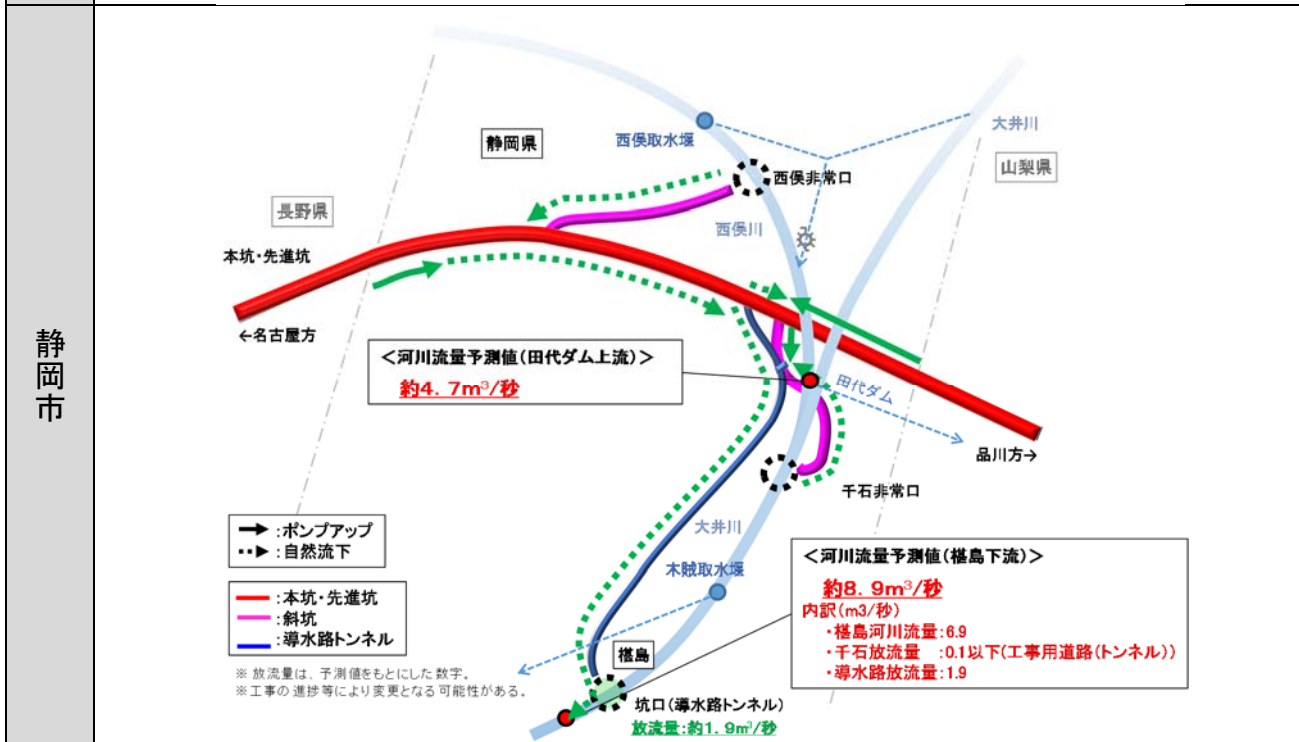 静岡市
静岡県
西俣取水堰
大井川
山梨県
西俣非常口
長野県
西俣川
本坑・先進坑
←名古屋方
<河川流量予測値(田代ダム上流)>
約4.7m³/秒
田代ダム
品川方→
千石非常口
大井川
:ポンプアップ
:自然流下
木賊取水堰
:本坑・先進坑
:斜坑
:導水路トンネル
※ 放流量は、予測値をもとにした数字。
※工事の進捗等により変更となる可能性がある。
<河川流量予測値(椹島下流)>
約8.9m³/秒
内訳(m3/秒)
・椹島河川流量:6.9
・千石放流量 :0.1以下(工事用道路(トンネル))
・導水路放流量:1.9
椹島
坑口(導水路トンネル)
放流量:約1.9m³/秒